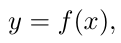 y = f(x),